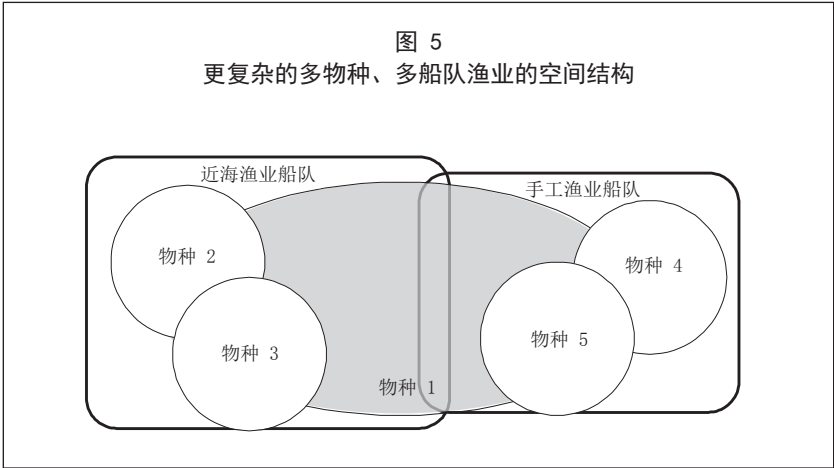 图 5
更复杂的多物种、多船队渔业的空间结构
近海渔业船队
手工渔业船队
物种 2
物种 4
物种 3
物种 5
物种 1